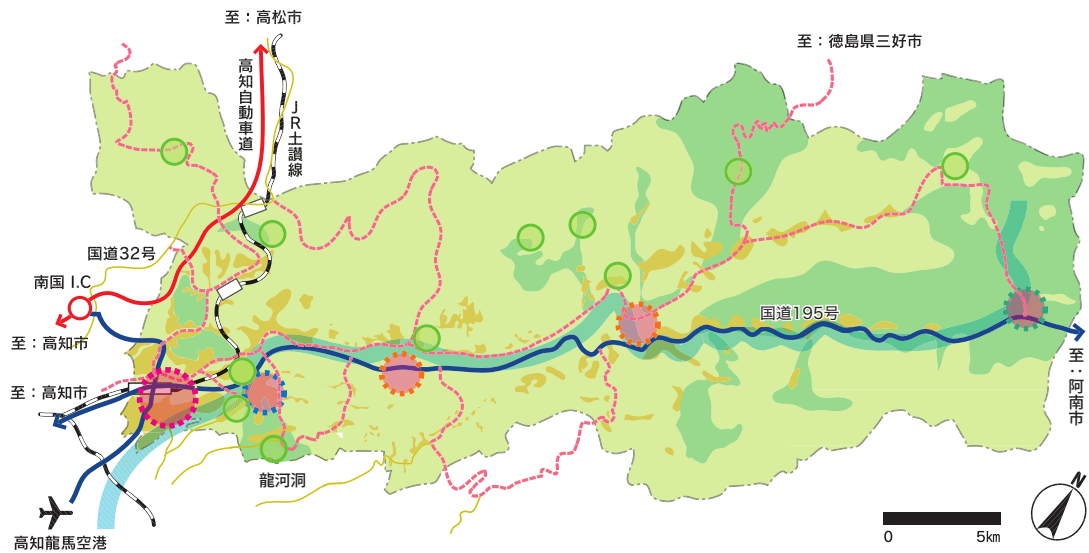 至：高松市
高知自動車道
JR土讃線
至：徳島県三好市
国道32号
南国 I.C
至：高知市
至：高知市
国道195号
至：阿南市
龍河洞
高知龍馬空港
N
0 5km